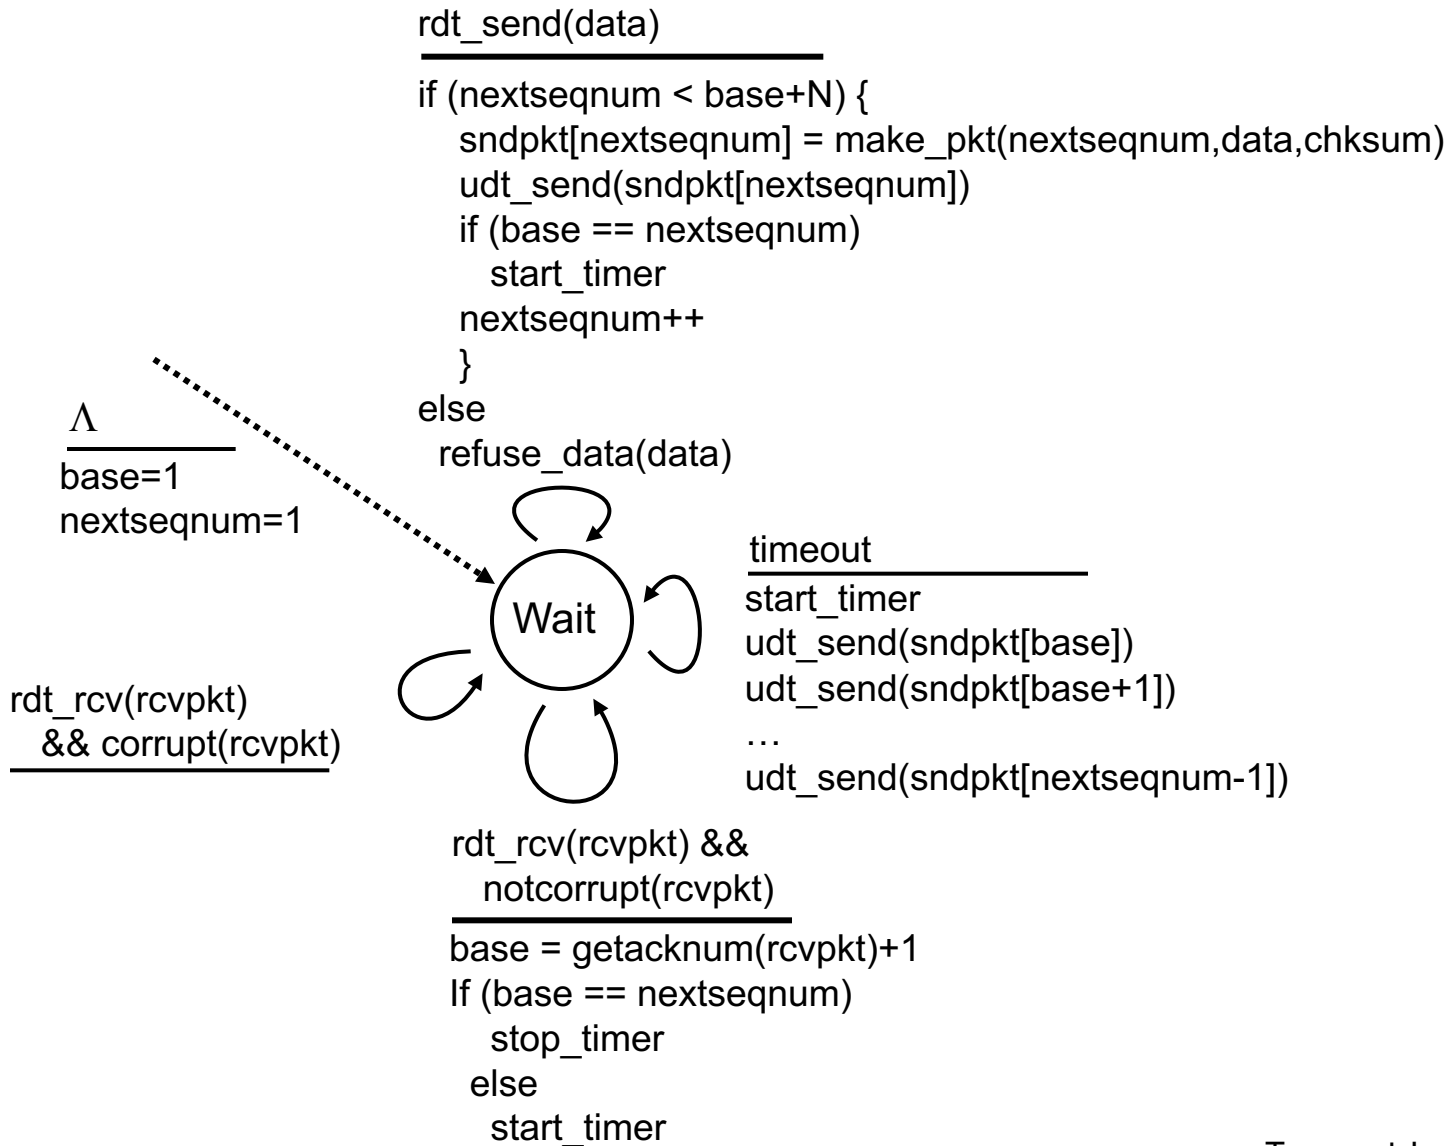 rdt_send(data)
if (nextseqnum < base+N) {
sndpkt[nextseqnum] = make_pkt(nextseqnum,data,chksum)
udt_send(sndpkt[nextseqnum])
if (base == nextseqnum)
start_timer
nextseqnum++
}
else
refuse_data(data)
Λ
base=1
nextseqnum=1
Wait
timeout
start_timer
udt_send(sndpkt[base])
udt_send(sndpkt[base+1])
…
udt_send(sndpkt[nextseqnum-1])
rdt_rcv(rcvpkt)
&& corrupt(rcvpkt)
rdt_rcv(rcvpkt) &&
notcorrupt(rcvpkt)
base = getacknum(rcvpkt)+1
If (base == nextseqnum)
stop_timer
else
start_timer